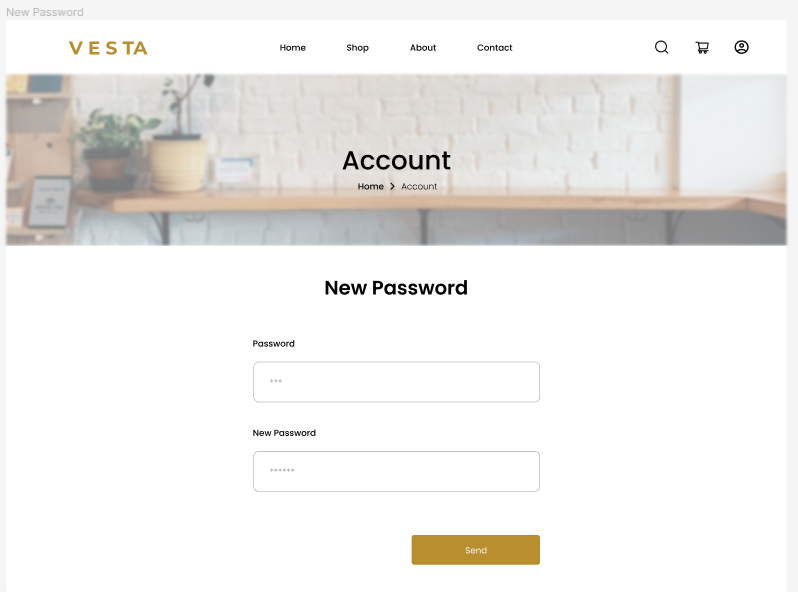 New Password
VESTA
Home Shop About Contact
Account
Home > Account
New Password
Password
***
New Password
******
Send